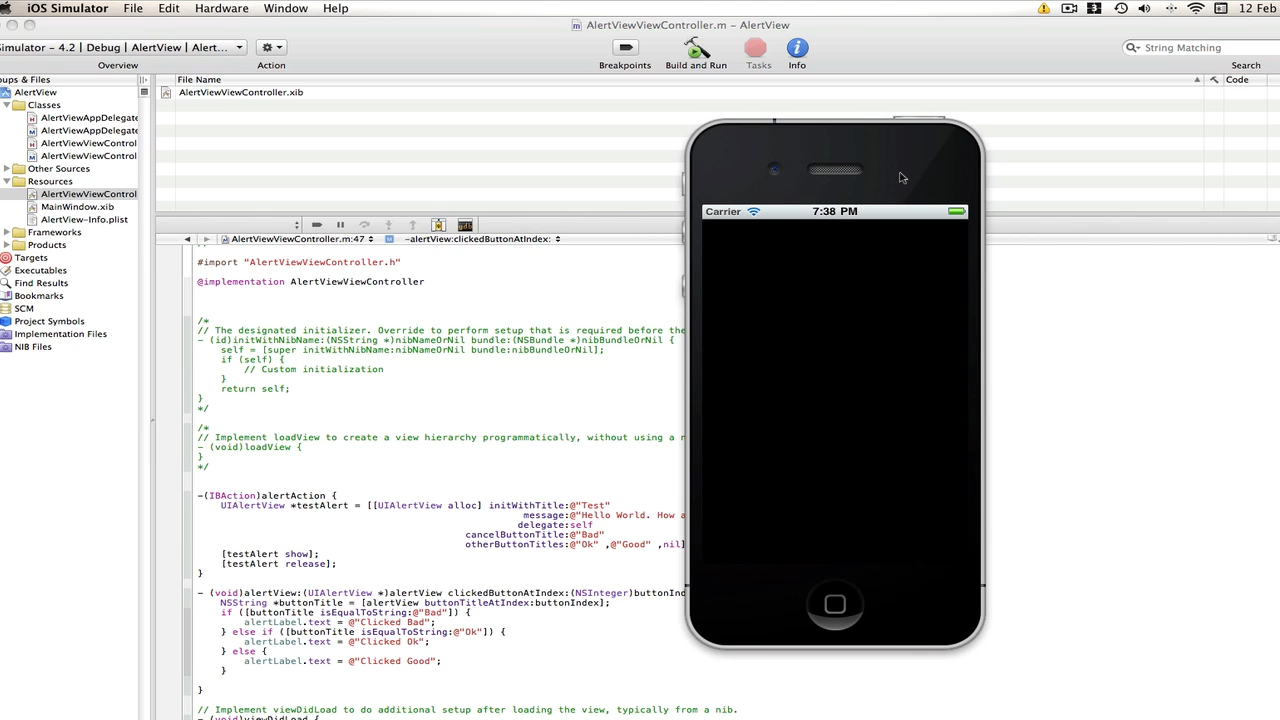 iOS Simulator File Edit Hardware Window Help 12 Feb
AlertViewViewController.m – AlertView
Simulator - 4.2 | Debug | AlertView | Alert...
String Matching
Overview Action Breakpoints Build and Run Tasks Info Search
oups & Files File Name Code
AlertView
AlertViewViewController.xib
Classes
AlertViewAppDelegate
AlertViewAppDelegate
AlertViewViewControl
AlertViewViewControl
Other Sources
Resources
AlertViewViewControl
MainWindow.xib
AlertView-Info.plist
Frameworks
Products
Targets
Executables
Find Results
Bookmarks
SCM
Project Symbols
Implementation Files
NIB Files
AlertViewViewController.m:47 -alertView:clickedButtonAtIndex:
#import "AlertViewViewController.h"
@implementation AlertViewViewController
/*
// The designated initializer. Override to perform setup that is required before the
- (id)initWithNibName:(NSString *)nibNameOrNil bundle:(NSBundle *)nibBundleOrNil {
self = [super initWithNibName:nibNameOrNil bundle:nibBundleOrNil];
if (self) {
// Custom initialization
}
return self;
}
*/
/*
// Implement loadView to create a view hierarchy programmatically, without using a n
- (void)loadView {
}
*/
-(IBAction)alertAction {
UIAlertView *testAlert = [[UIAlertView alloc] initWithTitle:@"Test"
message:@"Hello World. How a
delegate:self
cancelButtonTitle:@"Bad"
otherButtonTitles:@"Ok" ,@"Good" ,nil]
[testAlert show];
[testAlert release];
}
- (void)alertView:(UIAlertView *)alertView clickedButtonAtIndex:(NSInteger)buttonInd
NSString *buttonTitle = [alertView buttonTitleAtIndex:buttonIndex];
if ([buttonTitle isEqualToString:@"Bad"]) {
alertLabel.text = @"Clicked Bad";
} else if ([buttonTitle isEqualToString:@"Ok"]) {
alertLabel.text = @"Clicked Ok";
} else {
alertLabel.text = @"Clicked Good";
}
}
// Implement viewDidLoad to do additional setup after loading the view, typically from a nib.
- (void)viewDidLoad {
Carrier 7:38 PM